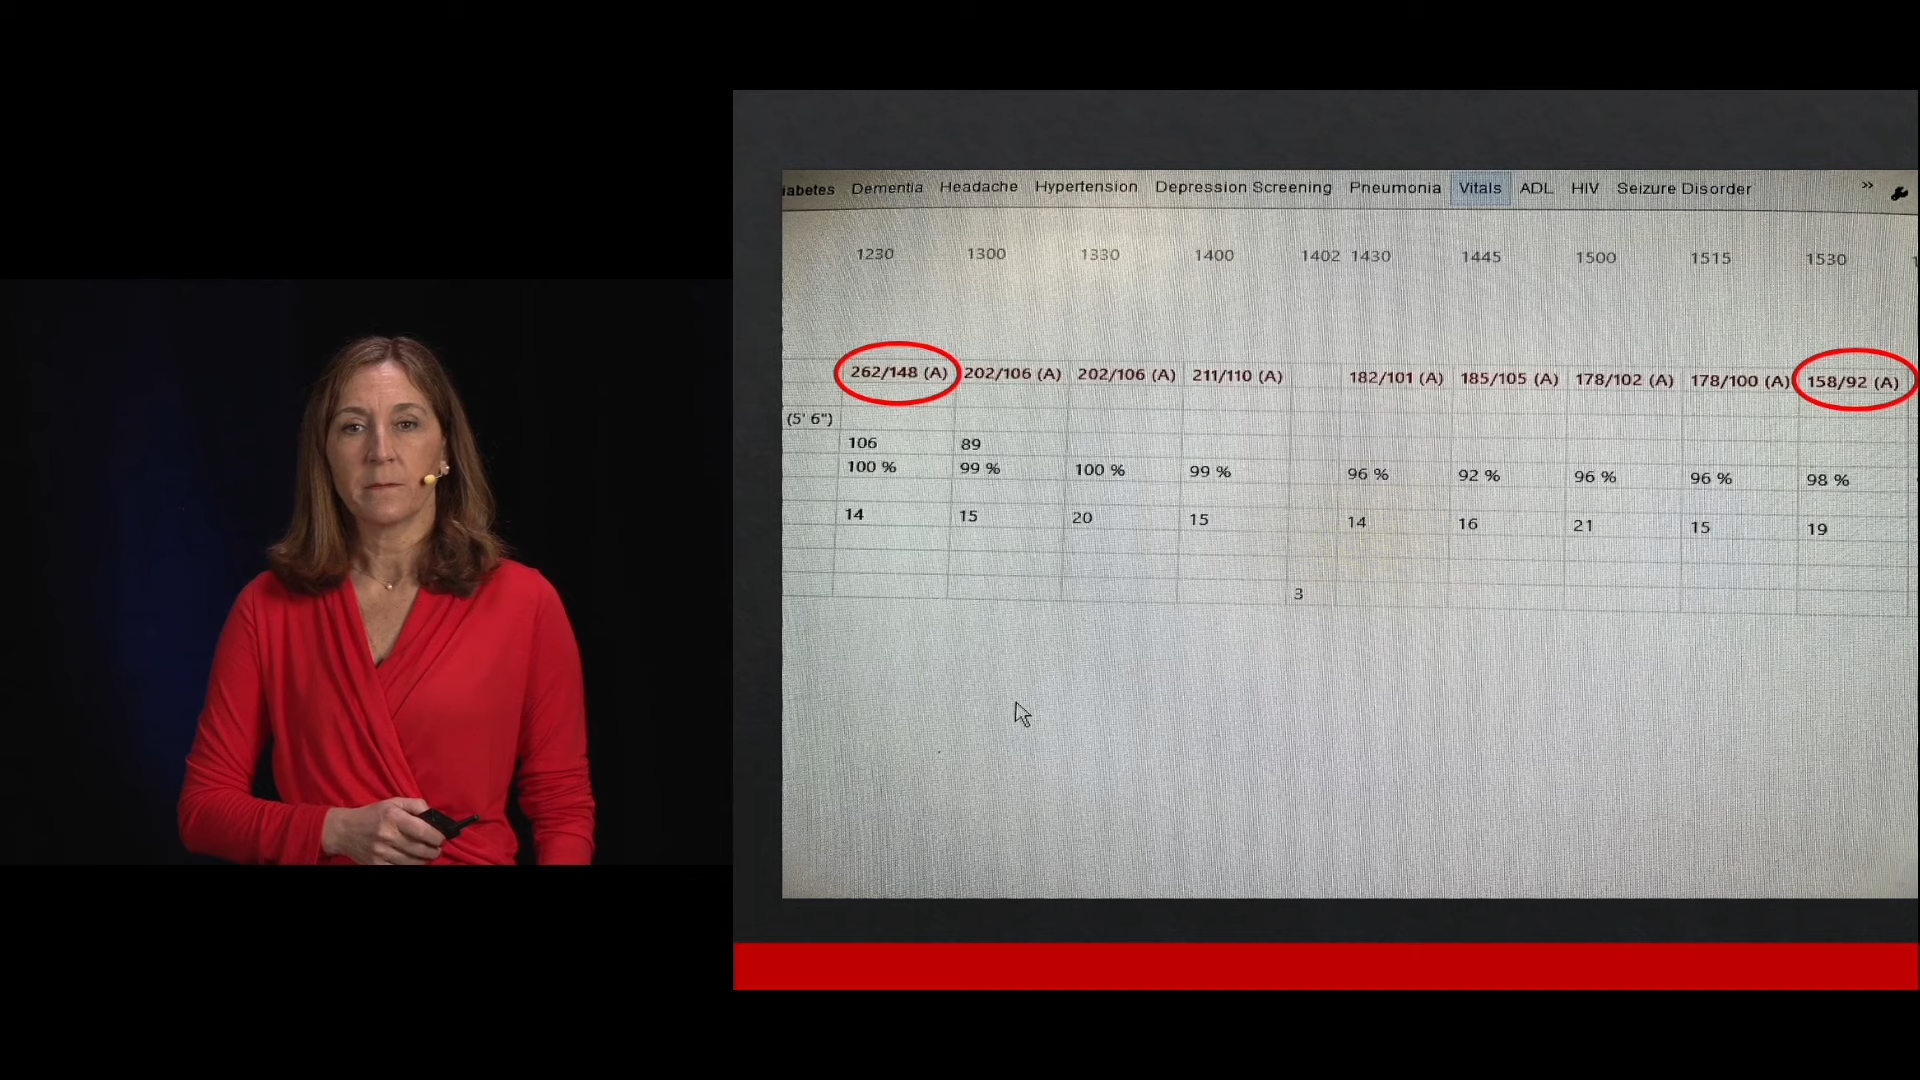 iabetes Dementia Headache Hypertension Depression Screening Pneumonia Vitals ADL HIV Seizure Disorder »
1230 1300 1330 1400 1402 1430 1445 1500 1515 1530
262/148 (A) 202/106 (A) 202/106 (A) 211/110 (A) 182/101 (A) 185/105 (A) 178/102 (A) 178/100 (A) 158/92 (A)
(5' 6")
106 89
100 % 99 % 100 % 99 % 96 % 92 % 96 % 96 % 98 %
14 15 20 15 14 16 21 15 19
3